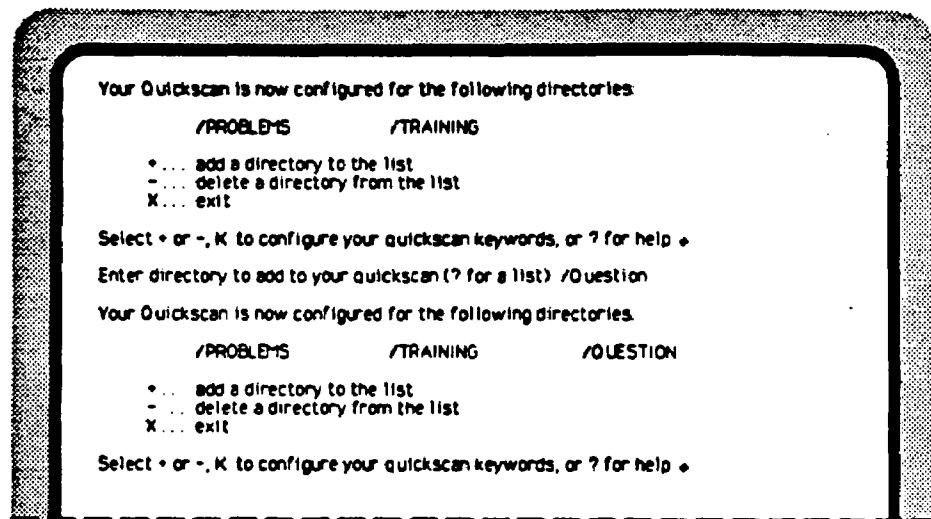 Your Quickscan is now configured for the following directories:
/PROBLEMS /TRAINING
+... add a directory to the list
-... delete a directory from the list
X... exit
Select + or -, K to configure your quickscan keywords, or ? for help +
Enter directory to add to your quickscan (? for a list) /Question
Your Quickscan is now configured for the following directories.
/PROBLEMS /TRAINING /QUESTION
+... add a directory to the list
-... delete a directory from the list
X... exit
Select + or -, K to configure your quickscan keywords, or ? for help +